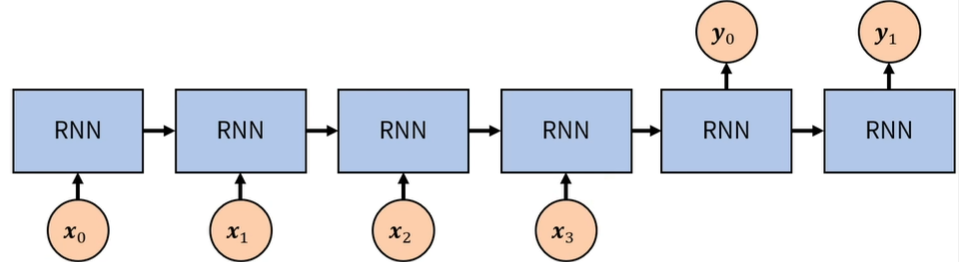 y₀ y₁
RNN RNN RNN RNN RNN RNN
x₀ x₁ x₂ x₃